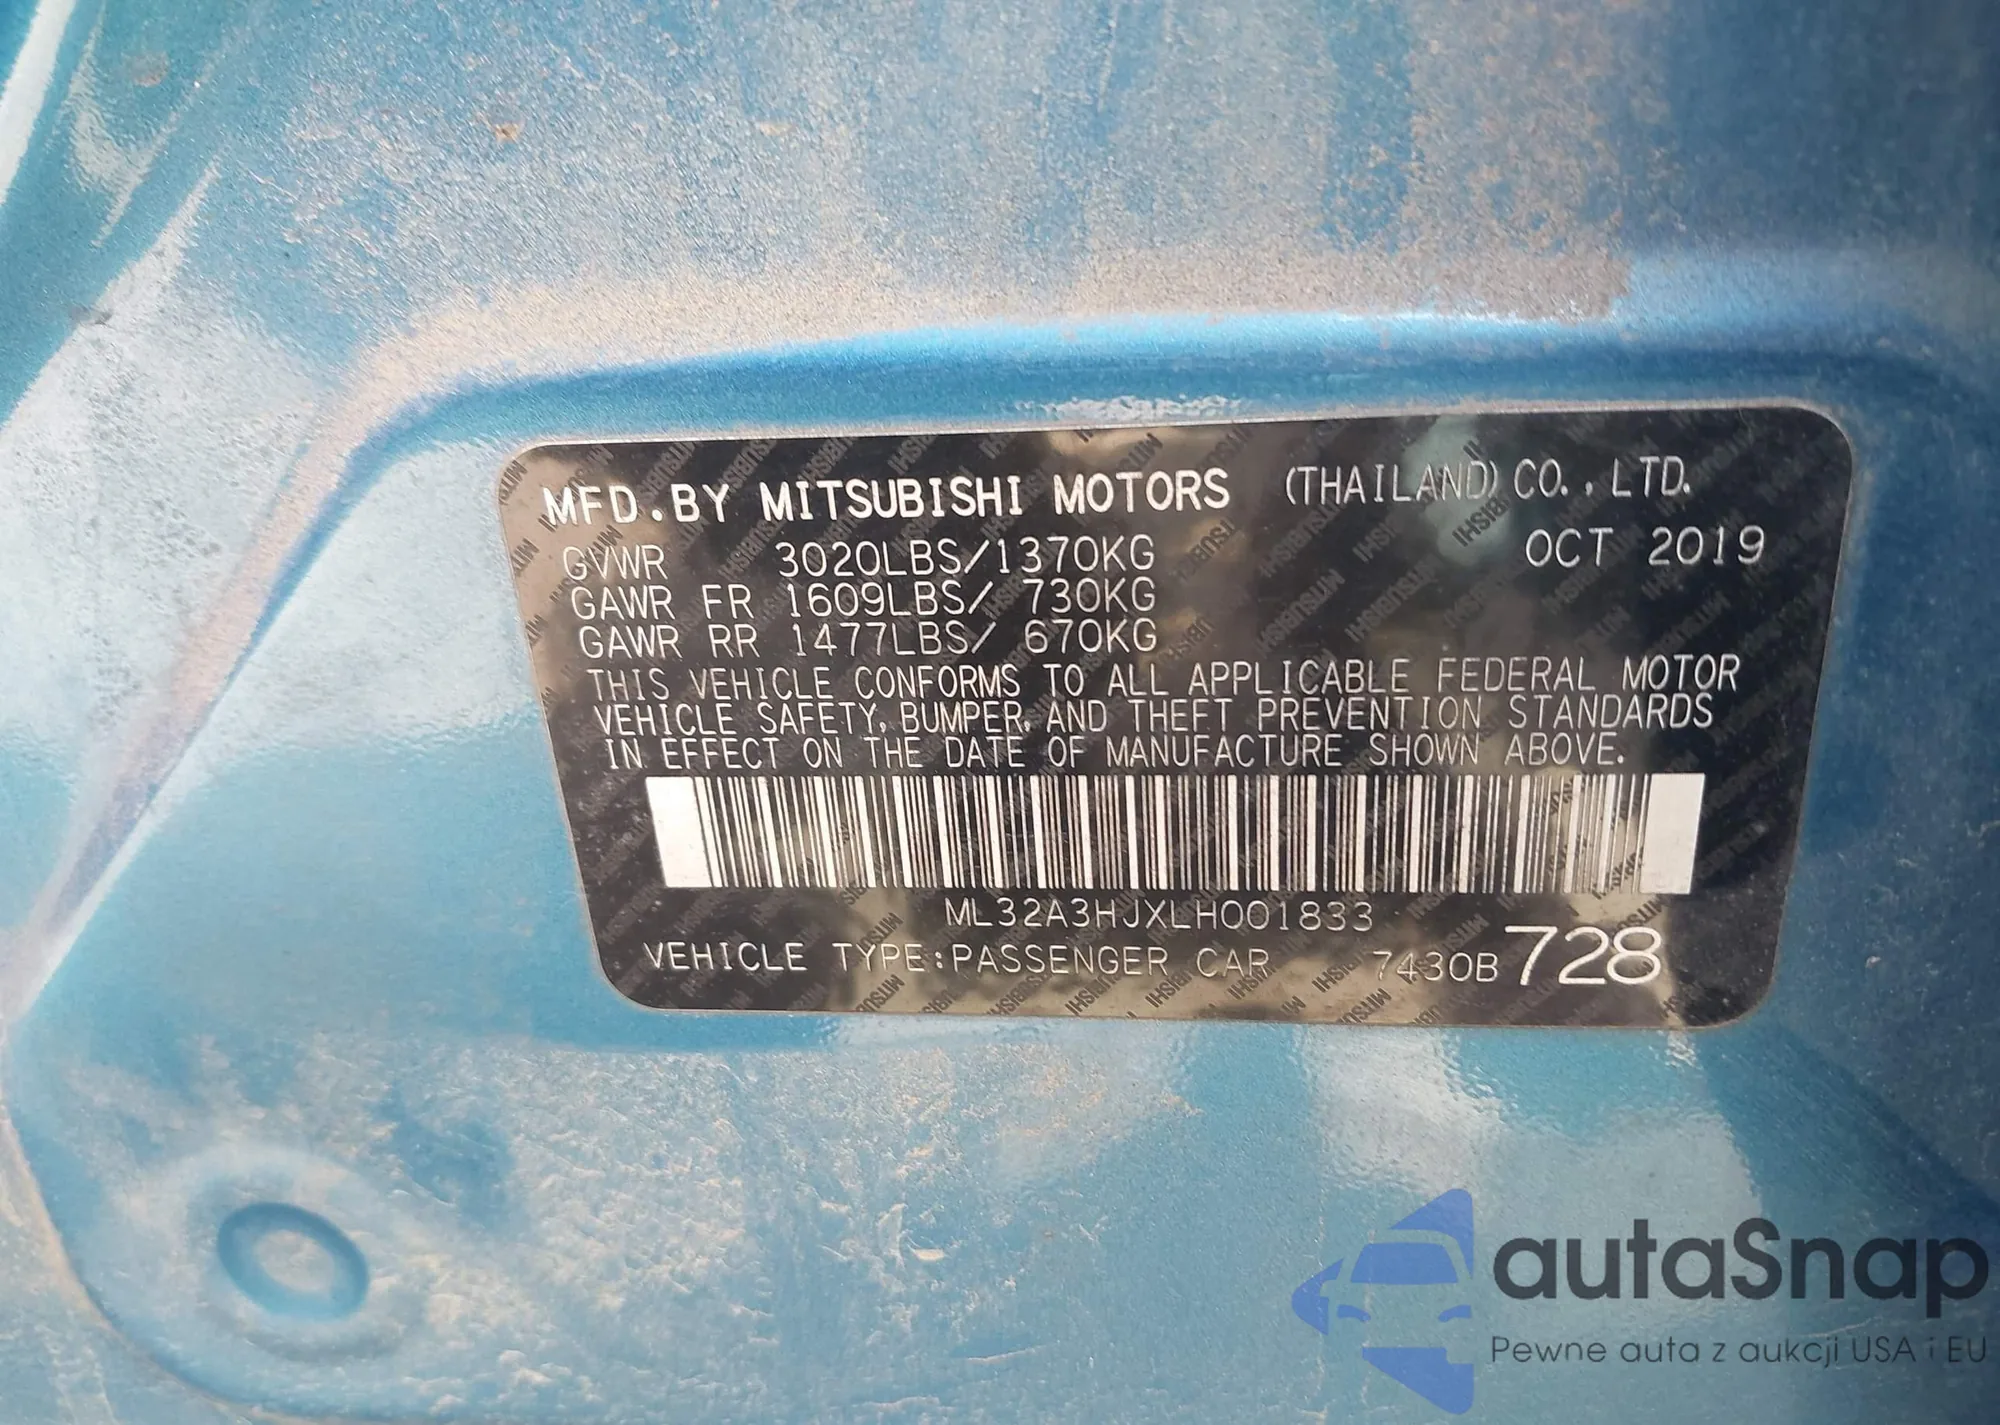 MFD.BY MITSUBISHI MOTORS (THAILAND) CO., LTD.
OCT 2019
GVWR 3020LBS/1370KG
GAWR FR 1609LBS/ 730KG
GAWR RR 1477LBS/ 670KG
THIS VEHICLE CONFORMS TO ALL APPLICABLE FEDERAL MOTOR
VEHICLE SAFETY, BUMPER, AND THEFT PREVENTION STANDARDS
IN EFFECT ON THE DATE OF MANUFACTURE SHOWN ABOVE.
ML32A3HJXLH001833
VEHICLE TYPE:PASSENGER CAR 7430B 728
autaSnap
Pewne auta z aukcji USA i EU